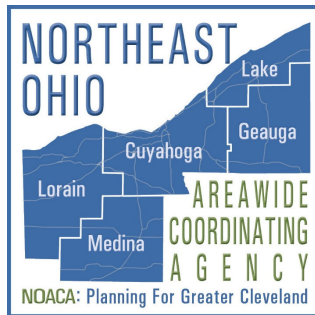 NORTHEAST
OHIO
Lake
Geauga
Cuyahoga
Lorain
Medina
AREAWIDE
COORDINATING
AGENCY
NOACA: Planning For Greater Cleveland